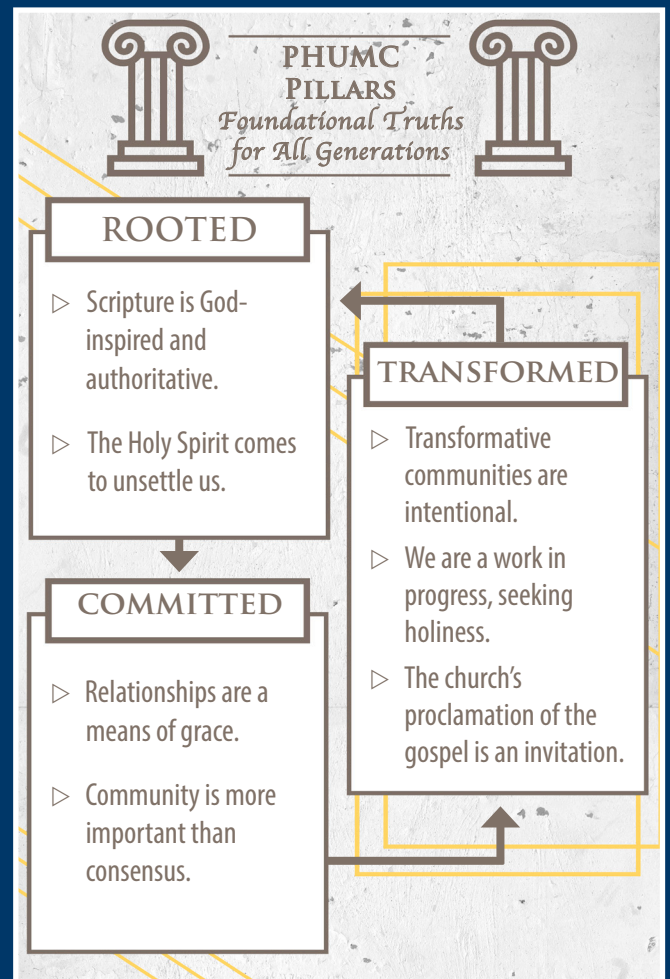 PHUMC
PILLARS
Foundational Truths
for All Generations
ROOTED
▷ Scripture is God-
inspired and
authoritative.
▷ The Holy Spirit comes
to unsettle us.
COMMITTED
▷ Relationships are a
means of grace.
▷ Community is more
important than
consensus.
TRANSFORMED
▷ Transformative
communities are
intentional.
▷ We are a work in
progress, seeking
holiness.
▷ The church’s
proclamation of the
gospel is an invitation.